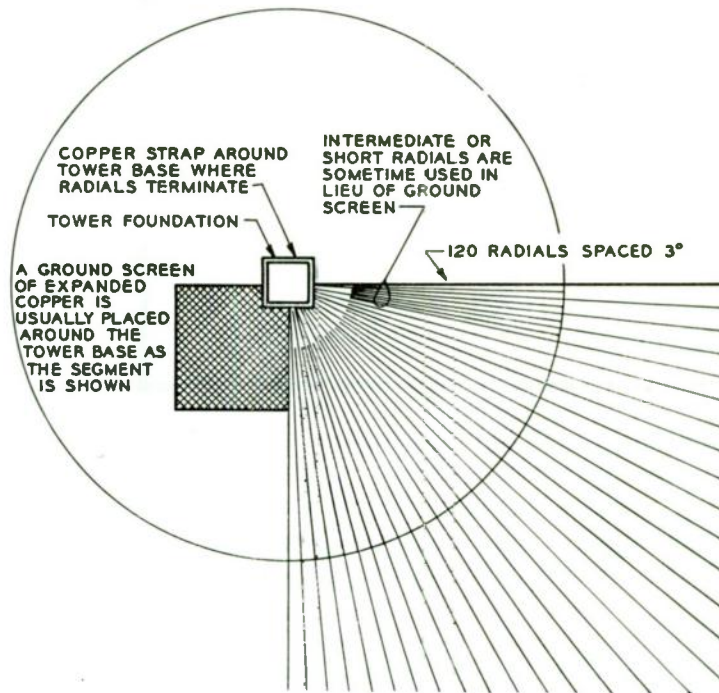 COPPER STRAP AROUND
TOWER BASE WHERE
RADIALS TERMINATE
TOWER FOUNDATION
A GROUND SCREEN
OF EXPANDED
COPPER IS
USUALLY PLACED
AROUND THE
TOWER BASE AS
THE SEGMENT
IS SHOWN
INTERMEDIATE OR
SHORT RADIALS ARE
SOMETIME USED IN
LIEU OF GROUND
SCREEN
120 RADIALS SPACED 3°